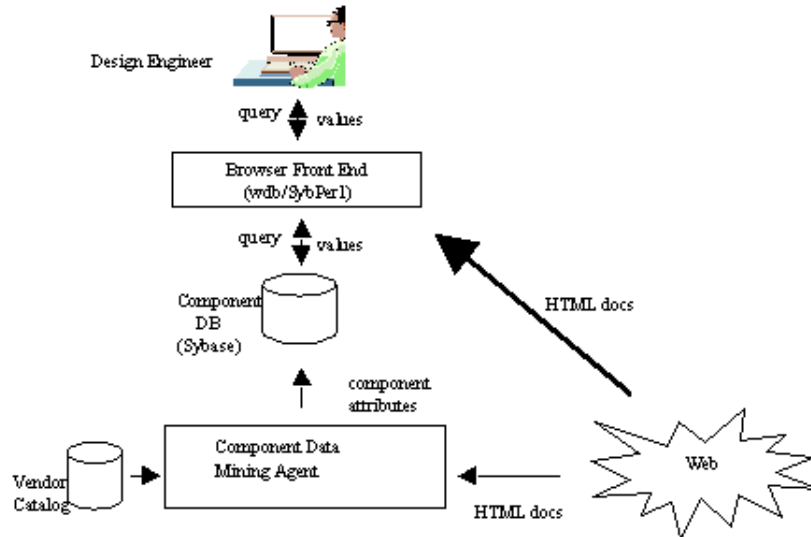 Design Engineer
query
values
Browser Front End
(wdb/SybPerl)
query
values
Component
DB
(Sybase)
HTML docs
component
attributes
Component Data
Mining Agent
Vendor
Catalog
Web
HTML docs